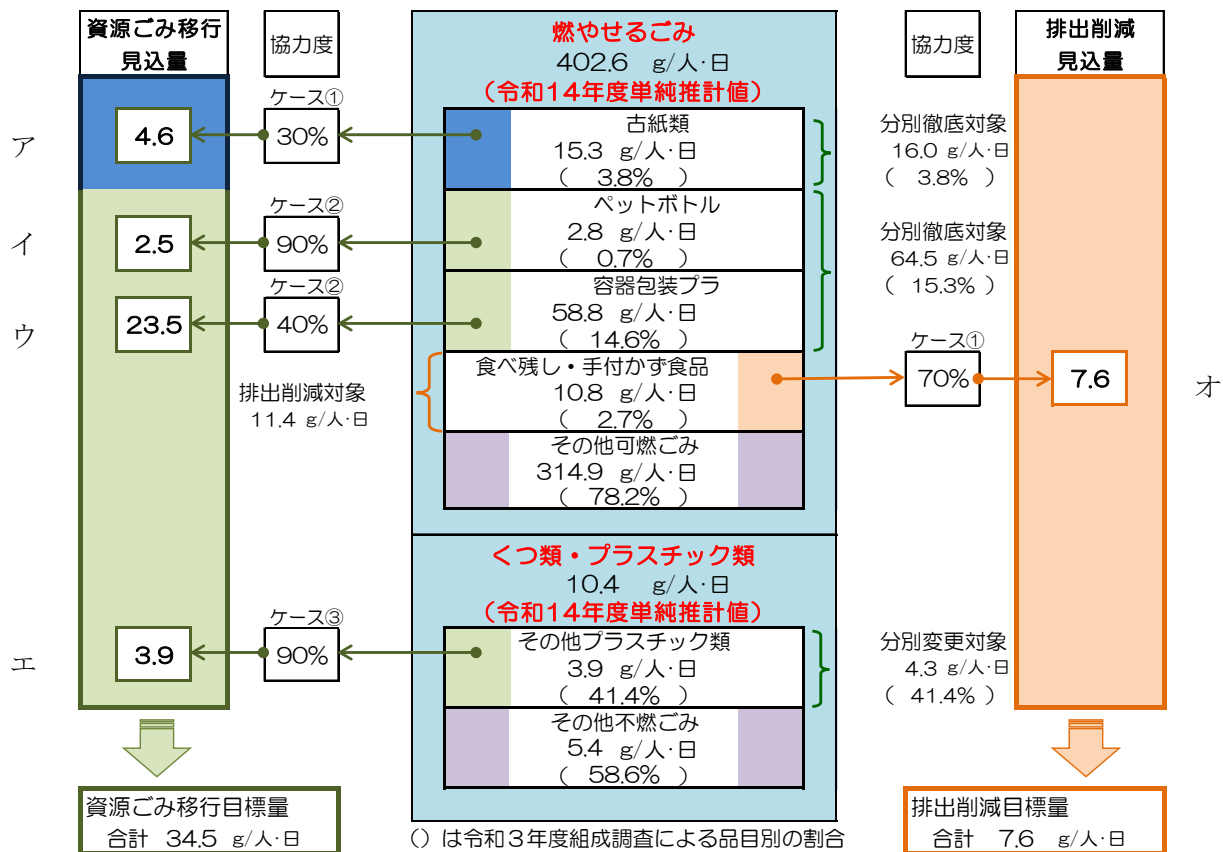 資源ごみ移行
見込量
協力度
燃やせるごみ
402.6 g/人・日
(令和14年度単純推計値)
協力度
排出削減
見込量
ア
4.6
ケース①
30%
古紙類
15.3 g/人・日
( 3.8% )
分別徹底対象
16.0 g/人・日
( 3.8% )
イ
2.5
ケース②
90%
ペットボトル
2.8 g/人・日
( 0.7% )
分別徹底対象
64.5 g/人・日
( 15.3% )
ウ
23.5
ケース②
40%
容器包装プラ
58.8 g/人・日
( 14.6% )
排出削減対象
11.4 g/人・日
食べ残し・手付かず食品
10.8 g/人・日
( 2.7% )
ケース①
70%
7.6
オ
その他可燃ごみ
314.9 g/人・日
( 78.2% )
くつ類・プラスチック類
10.4 g/人・日
(令和14年度単純推計値)
エ
3.9
ケース③
90%
その他プラスチック類
3.9 g/人・日
( 41.4% )
分別変更対象
4.3 g/人・日
( 41.4% )
その他不燃ごみ
5.4 g/人・日
( 58.6% )
資源ごみ移行目標量
合計 34.5 g/人・日
()は令和3年度組成調査による品目別の割合
排出削減目標量
合計 7.6 g/人・日